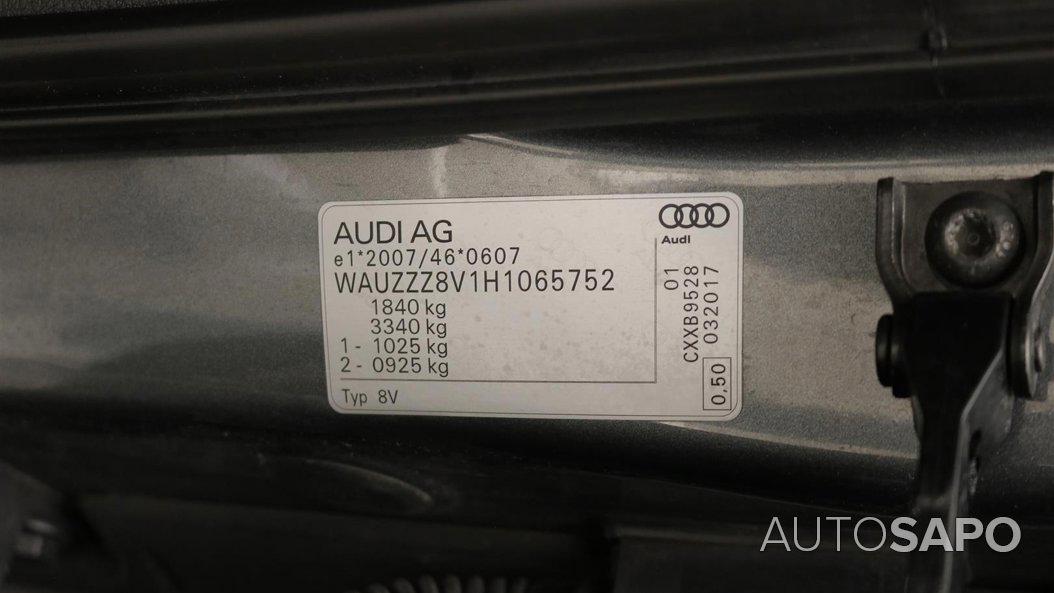 AUDI AG
e1*2007/46*0607
WAUZZZ8V1H1065752
1840 kg
3340 kg
1 - 1025 kg
2 - 0925 kg
Typ 8V
Audi
01
CXXB9528
032017
0,50
AUTOSAPO